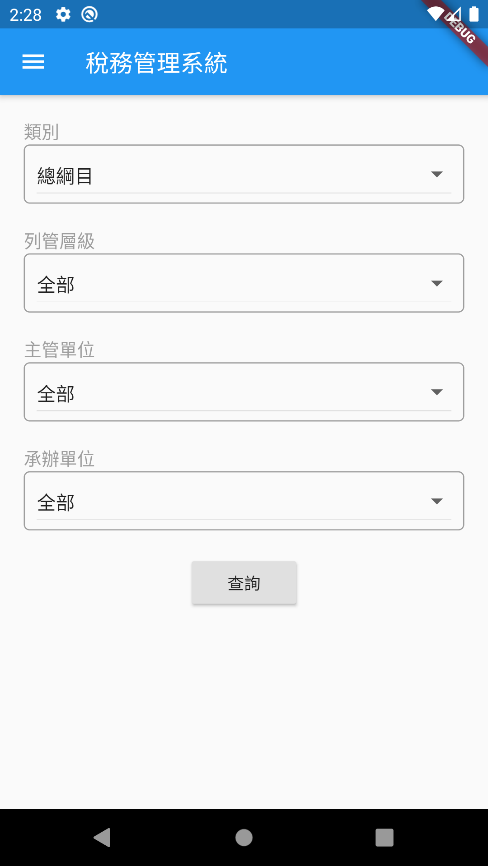 2:28
DEBUG
稅務管理系統
類別
總綱目
列管層級
全部
主管單位
全部
承辦單位
全部
查詢